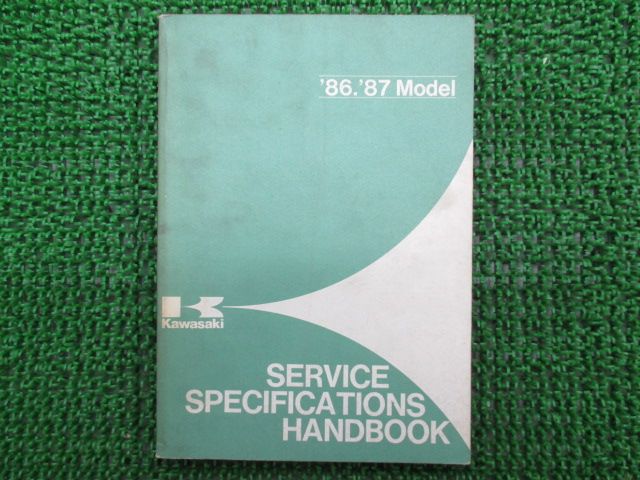 '86.'87 Model
Kawasaki
SERVICE
SPECIFICATIONS
HANDBOOK